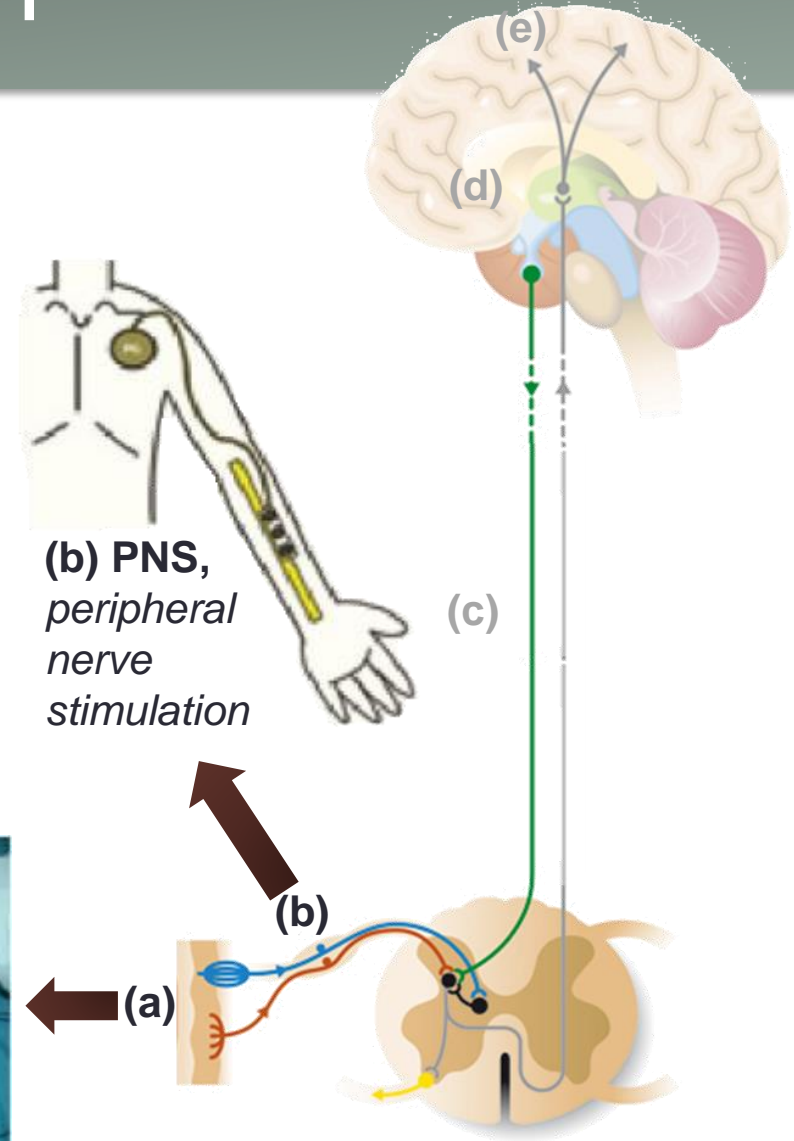 (e)
(d)
(b) PNS,
peripheral
nerve
stimulation
(c)
(b)
(a)